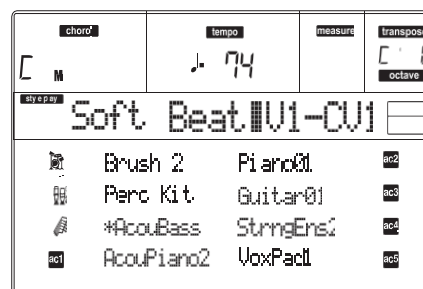 chord tempo measure transpose
C M ♩. 74 C
octave
style play
Soft Beat V1-CV1
Brush 2 Piano01 ac2
Perc Kit Guitar01 ac3
*AcouBass StrngEns2 ac4
ac1 AcouPiano2 VoxPad1 ac5